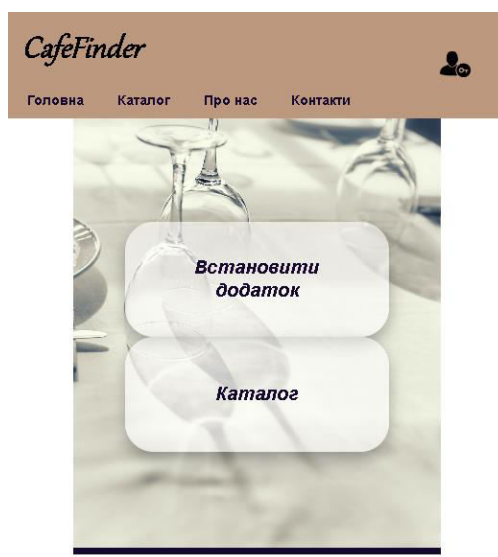 CafeFinder
Головна Каталог Про нас Контакти
Встановити
додаток
Каталог